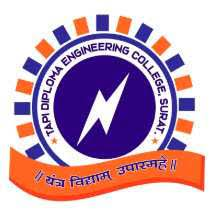 TAPI DIPLOMA ENGINEERING COLLEGE, SURAT.
॥ यंत्र विद्याम् उपास्महे ॥